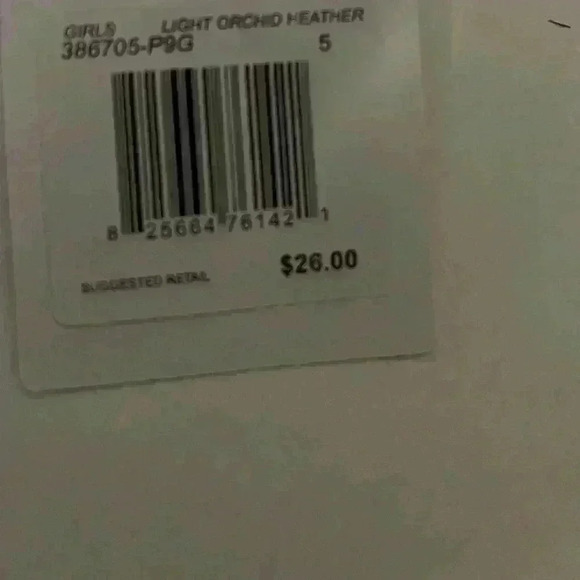 GIRLS LIGHT ORCHID HEATHER
386705-P9G 5
8 25684 76142 1
SUGGESTED RETAIL $26.00